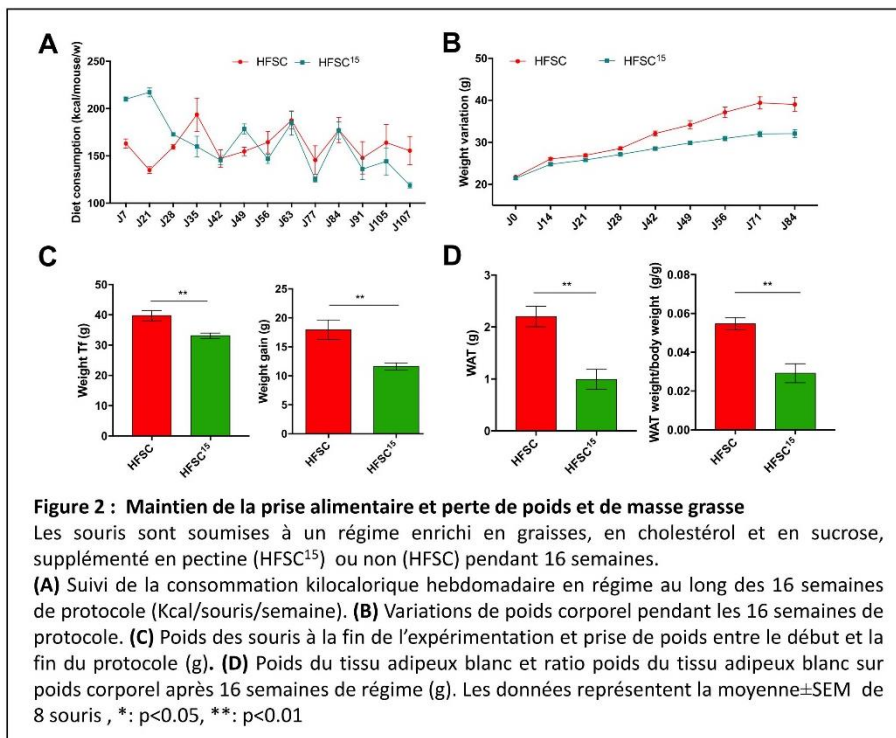 A
HFSC HFSC¹⁵
Diet consumption (kcal/mouse/w)
250
200
150
100
J7 J21 J28 J35 J42 J49 J56 J63 J77 J84 J91 J105 J107
B
HFSC HFSC¹⁵
Weight variation (g)
50
40
30
20
J0 J14 J21 J28 J42 J49 J56 J71 J84
C
**
Weight Tf (g)
50
40
30
20
10
0
HFSC HFSC¹⁵
**
Weight gain (g)
25
20
15
10
5
0
HFSC HFSC¹⁵
D
**
WAT (g)
3
2
1
0
HFSC HFSC¹⁵
**
WAT weight/body weight (g/g)
0.08
0.06
0.04
0.02
0.00
HFSC HFSC¹⁵
Figure 2 : Maintien de la prise alimentaire et perte de poids et de masse grasse
Les souris sont soumises à un régime enrichi en graisses, en cholestérol et en sucrose,
supplémenté en pectine (HFSC¹⁵) ou non (HFSC) pendant 16 semaines.
(A) Suivi de la consommation kilocalorique hebdomadaire en régime au long des 16 semaines
de protocole (Kcal/souris/semaine). (B) Variations de poids corporel pendant les 16 semaines de
protocole. (C) Poids des souris à la fin de l'expérimentation et prise de poids entre le début et la
fin du protocole (g). (D) Poids du tissu adipeux blanc et ratio poids du tissu adipeux blanc sur
poids corporel après 16 semaines de régime (g). Les données représentent la moyenne±SEM de
8 souris , *: p<0.05, **: p<0.01